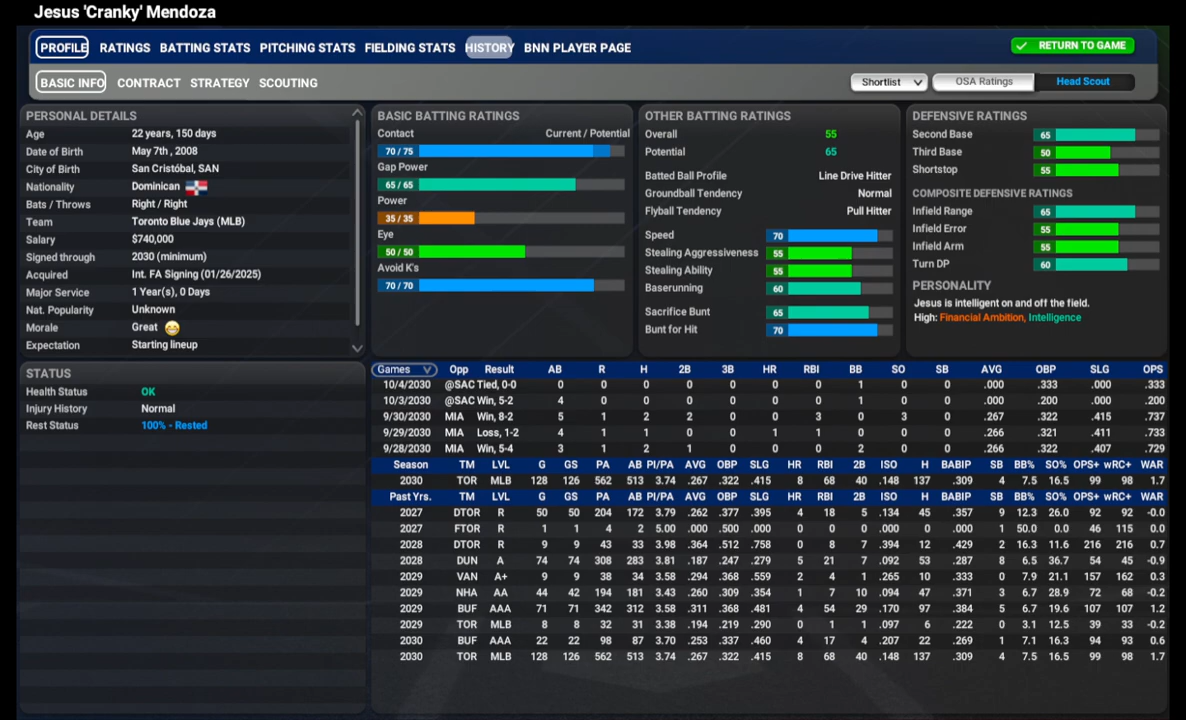 Jesus 'Cranky' Mendoza
PROFILE RATINGS BATTING STATS PITCHING STATS FIELDING STATS HISTORY BNN PLAYER PAGE RETURN TO GAME
BASIC INFO CONTRACT STRATEGY SCOUTING Shortlist OSA Ratings Head Scout
PERSONAL DETAILS
Age 22 years, 150 days
Date of Birth May 7th , 2008
City of Birth San Cristóbal, SAN
Nationality Dominican
Bats / Throws Right / Right
Team Toronto Blue Jays (MLB)
Salary $740,000
Signed through 2030 (minimum)
Acquired Int. FA Signing (01/26/2025)
Major Service 1 Year(s), 0 Days
Nat. Popularity Unknown
Morale Great
Expectation Starting lineup
BASIC BATTING RATINGS
Contact Current / Potential
70 / 75
Gap Power
65 / 65
Power
35 / 35
Eye
50 / 50
Avoid K's
70 / 70
OTHER BATTING RATINGS
Overall 55
Potential 65
Batted Ball Profile Line Drive Hitter
Groundball Tendency Normal
Flyball Tendency Pull Hitter
Speed 70
Stealing Aggressiveness 55
Stealing Ability 55
Baserunning 60
Sacrifice Bunt 65
Bunt for Hit 70
DEFENSIVE RATINGS
Second Base 65
Third Base 50
Shortstop 55
COMPOSITE DEFENSIVE RATINGS
Infield Range 65
Infield Error 55
Infield Arm 55
Turn DP 60
PERSONALITY
Jesus is intelligent on and off the field.
High: Financial Ambition, Intelligence
STATUS
Health Status OK
Injury History Normal
Rest Status 100% - Rested
Games Opp Result AB R H 2B 3B HR RBI BB SO SB AVG OBP SLG OPS
10/4/2030 @SAC Tied, 0-0 0 0 0 0 0 0 0 1 0 0 .000 .333 .000 .333
10/3/2030 @SAC Win, 5-2 4 0 0 0 0 0 0 1 0 0 .000 .200 .000 .200
9/30/2030 MIA Win, 8-2 5 1 2 2 0 0 3 0 3 0 .267 .322 .415 .737
9/29/2030 MIA Loss, 1-2 4 1 1 0 0 1 1 0 0 0 .266 .321 .411 .733
9/28/2030 MIA Win, 5-4 3 1 2 1 0 0 0 2 0 0 .266 .322 .407 .729
Season TM LVL G GS PA AB PI/PA AVG OBP SLG HR RBI 2B ISO H BABIP SB BB% SO% OPS+ wRC+ WAR
2030 TOR MLB 128 126 562 513 3.74 .267 .322 .415 8 68 40 .148 137 .309 4 7.5 16.5 99 98 1.7
Past Yrs. TM LVL G GS PA AB PI/PA AVG OBP SLG HR RBI 2B ISO H BABIP SB BB% SO% OPS+ wRC+ WAR
2027 DTOR R 50 50 204 172 3.79 .262 .377 .395 4 18 5 .134 45 .357 9 12.3 26.0 92 92 -0.0
2027 FTOR R 1 1 4 2 5.00 .000 .500 .000 0 0 0 .000 0 .000 1 50.0 0.0 46 115 0.0
2028 DTOR R 9 9 43 33 3.98 .364 .512 .758 0 8 7 .394 12 .429 2 16.3 11.6 216 216 0.7
2028 DUN A 74 74 308 283 3.81 .187 .247 .279 5 21 7 .092 53 .287 8 6.5 36.7 54 45 -0.9
2029 VAN A+ 9 9 38 34 3.58 .294 .368 .559 2 4 1 .265 10 .333 0 7.9 21.1 157 162 0.3
2029 NHA AA 44 42 194 181 3.43 .260 .309 .354 1 7 10 .094 47 .371 3 6.7 28.9 72 68 -0.2
2029 BUF AAA 71 71 342 312 3.58 .311 .368 .481 4 54 29 .170 97 .384 5 6.7 19.6 107 107 1.2
2029 TOR MLB 8 8 32 31 3.38 .194 .219 .290 0 1 1 .097 6 .222 0 3.1 12.5 39 33 -0.2
2030 BUF AAA 22 22 98 87 3.70 .253 .337 .460 4 17 4 .207 22 .269 1 7.1 16.3 94 93 0.6
2030 TOR MLB 128 126 562 513 3.74 .267 .322 .415 8 68 40 .148 137 .309 4 7.5 16.5 99 98 1.7